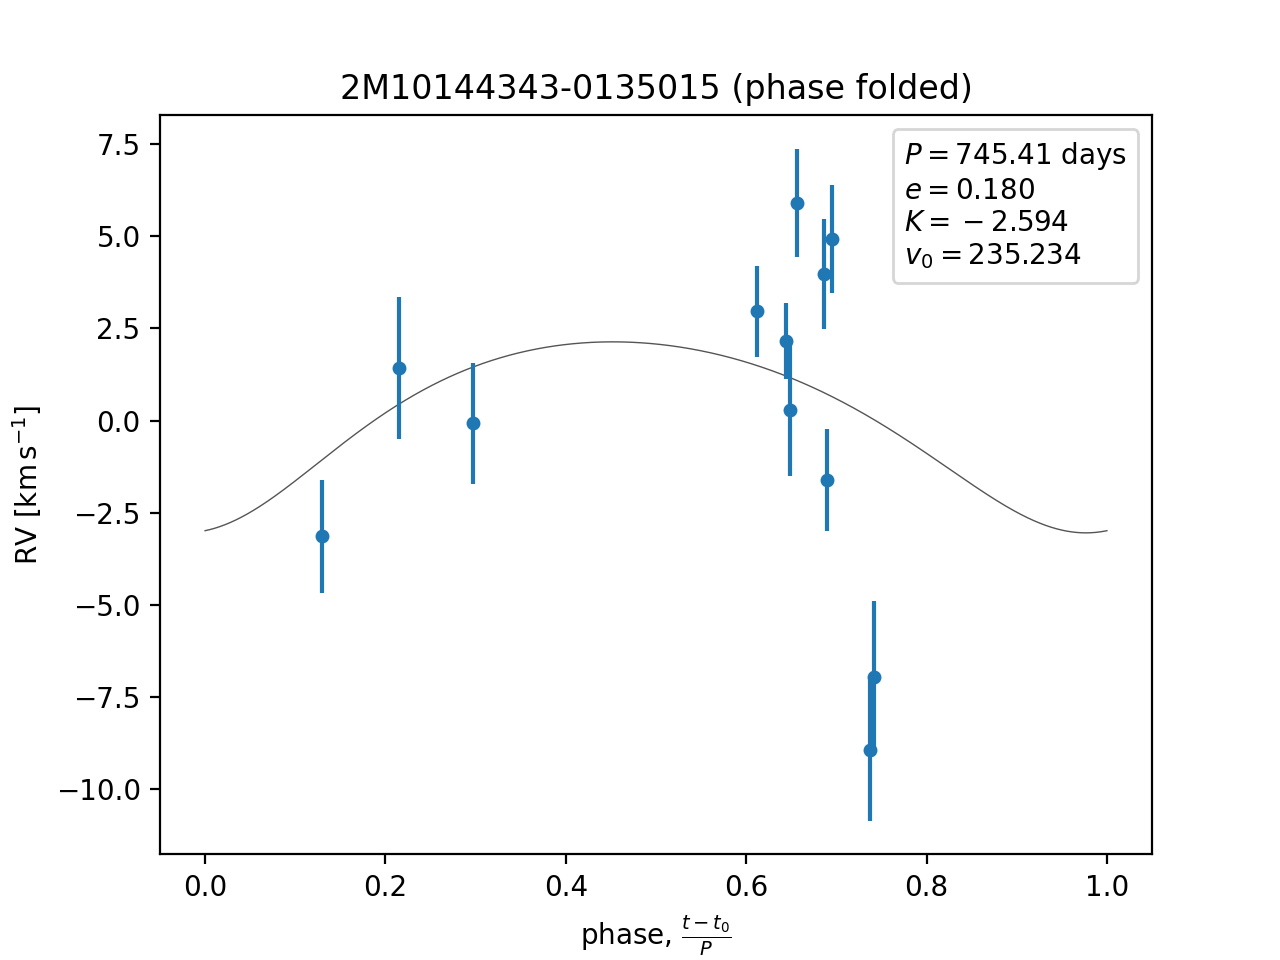 2M10144343-0135015 (phase folded)
P = 745.41 days
e = 0.180
K = −2.594
v₀ = 235.234
RV [km s⁻¹]
7.5
5.0
2.5
0.0
−2.5
−5.0
−7.5
−10.0
0.0 0.2 0.4 0.6 0.8 1.0
phase, (t − t₀)/P